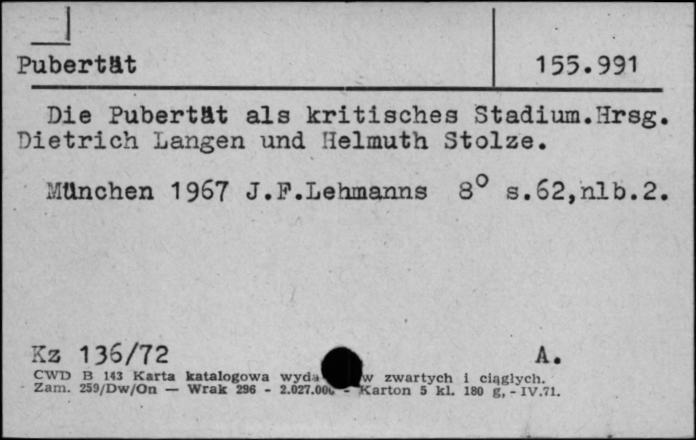 Pubertät 155.991
Die Pubertät als kritisches Stadium.Hrsg.
Dietrich Langen und Helmuth Stolze.
München 1967 J.F.Lehmanns 8° s.62,nlb.2.
Kz 136/72 A.
CWD B 143 Karta katalogowa w zwartych i ciągłych.
Zam. 259/Dw/On — Wrak 296 - 2.027.000 - Karton 5 kl. 180 g, - IV.71.